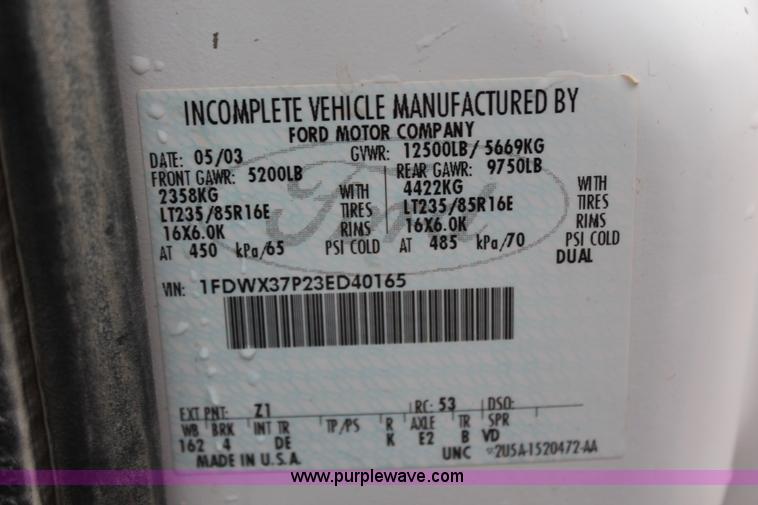 INCOMPLETE VEHICLE MANUFACTURED BY
FORD MOTOR COMPANY
DATE: 05/03 GVWR: 12500LB/ 5669KG
FRONT GAWR: 5200LB REAR GAWR: 9750LB
2358KG WITH 4422KG WITH
LT235/85R16E TIRES LT235/85R16E TIRES
16X6.0K RIMS 16X6.0K RIMS
AT 450 kPa/65 PSI COLD AT 485 kPa/70 PSI COLD
DUAL
Ford
VIN: 1FDWX37P23ED40165
EXT PNT: Z1 RC: 53 DSO:
WB BRK INT TR TP/PS R AXLE TR SPR
162 4 DE K E2 B VD
MADE IN U.S.A. UNC *2U5A-1520472-AA
www.purplewave.com